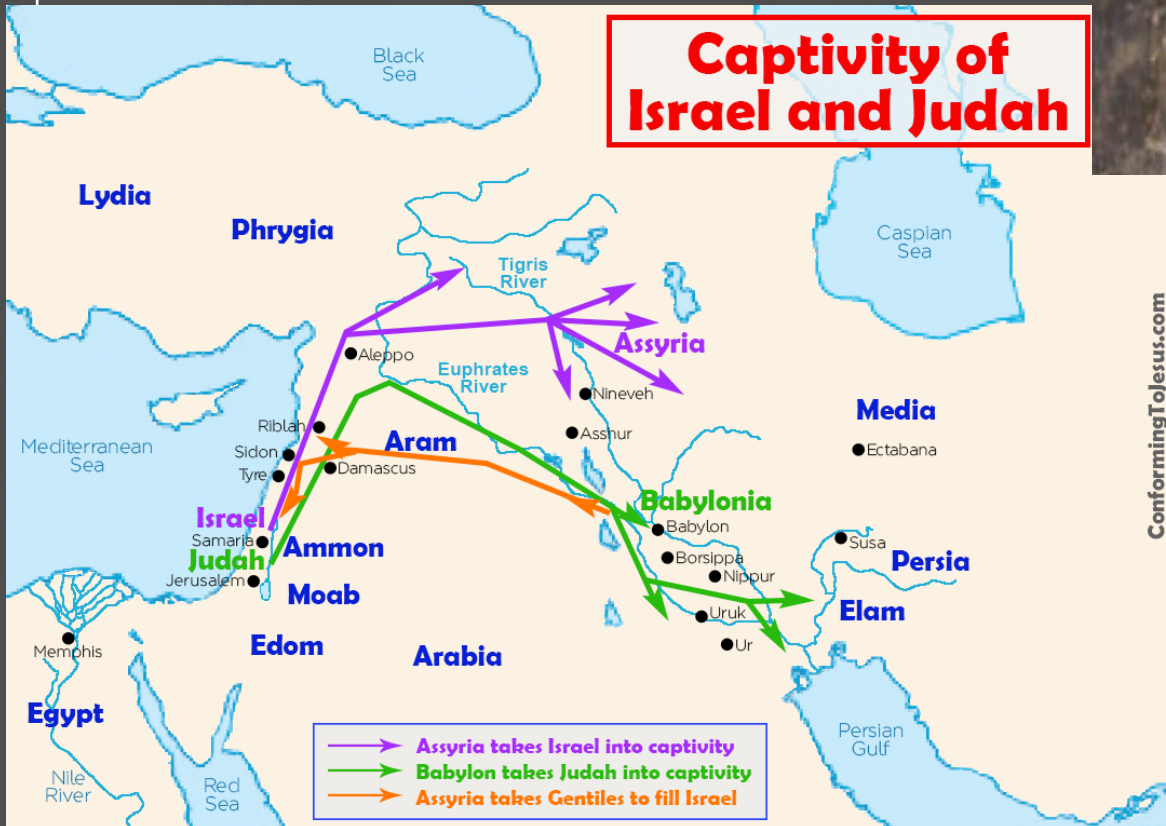 Captivity of
Israel and Judah
Black
Sea
Lydia
Phrygia
Caspian
Sea
Tigris
River
Assyria
Aleppo
Euphrates
River
Nineveh
Media
Riblah
Aram
Asshur
Mediterranean
Sea
Sidon
Ectabana
Tyre
Damascus
Israel
Babylonia
Samaria
Babylon
Judah
Ammon
Susa
Borsippa
Persia
Jerusalem
Nippur
Moab
Elam
Uruk
Edom
Arabia
Ur
Memphis
Egypt
Persian
Gulf
Nile
River
Red
Sea
Assyria takes Israel into captivity
Babylon takes Judah into captivity
Assyria takes Gentiles to fill Israel
ConformingToJesus.com